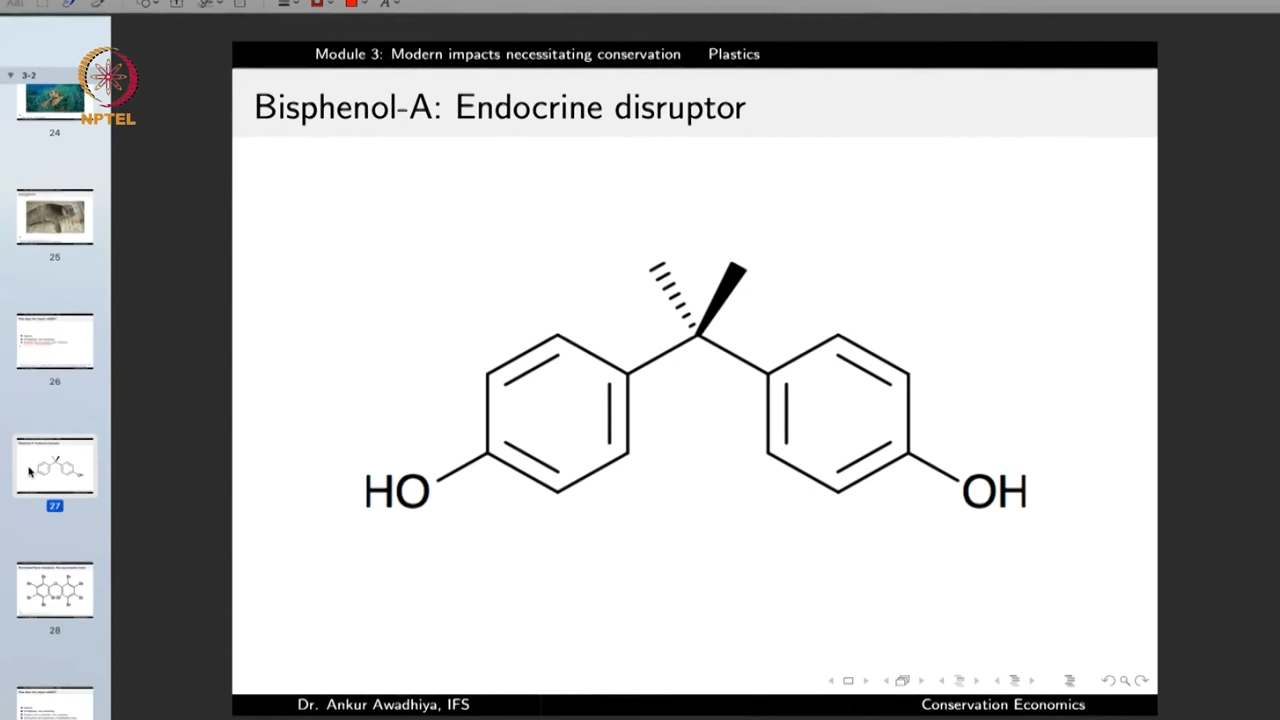 Module 3: Modern impacts necessitating conservation Plastics
3-2
NPTEL
Bisphenol-A: Endocrine disruptor
24
25
26
27
28
HO
OH
Dr. Ankur Awadhiya, IFS Conservation Economics